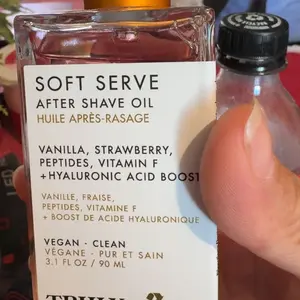 SOFT SERVE
AFTER SHAVE OIL
HUILE APRÈS-RASAGE
VANILLA, STRAWBERRY,
PEPTIDES, VITAMIN F
+HYALURONIC ACID BOOST
VANILLE, FRAISE,
PEPTIDES, VITAMINE F
+ BOOST DE ACIDE HYALURONIQUE
VEGAN - CLEAN
VÉGANE - PUR ET SAIN
3.1 FL OZ / 90 ML